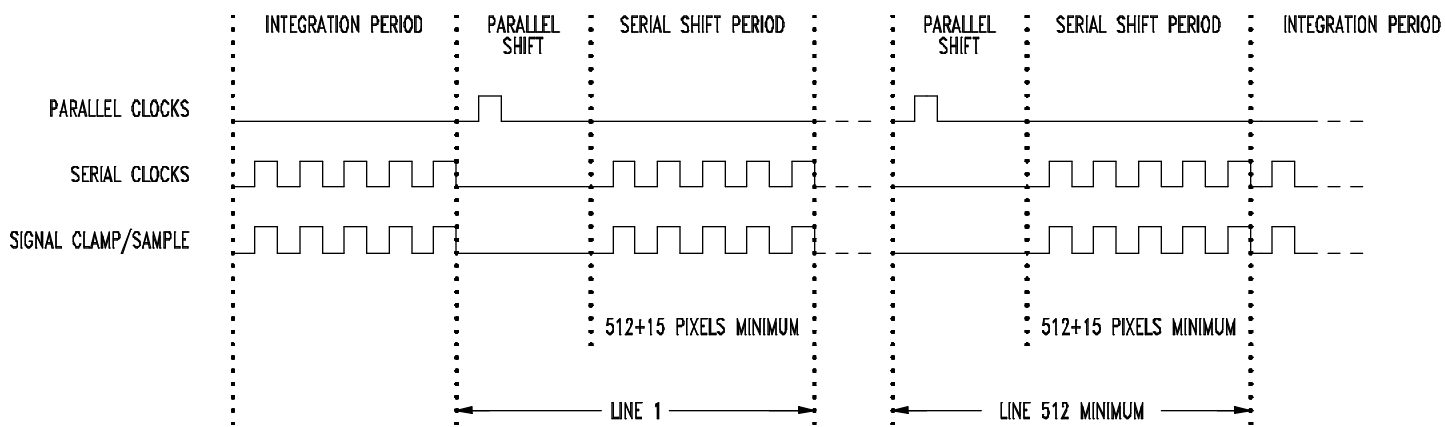 INTEGRATION PERIOD
PARALLEL
SHIFT
SERIAL SHIFT PERIOD
PARALLEL
SHIFT
SERIAL SHIFT PERIOD
INTEGRATION PERIOD
PARALLEL CLOCKS
SERIAL CLOCKS
SIGNAL CLAMP/SAMPLE
512+15 PIXELS MINIMUM
512+15 PIXELS MINIMUM
LINE 1
LINE 512 MINIMUM